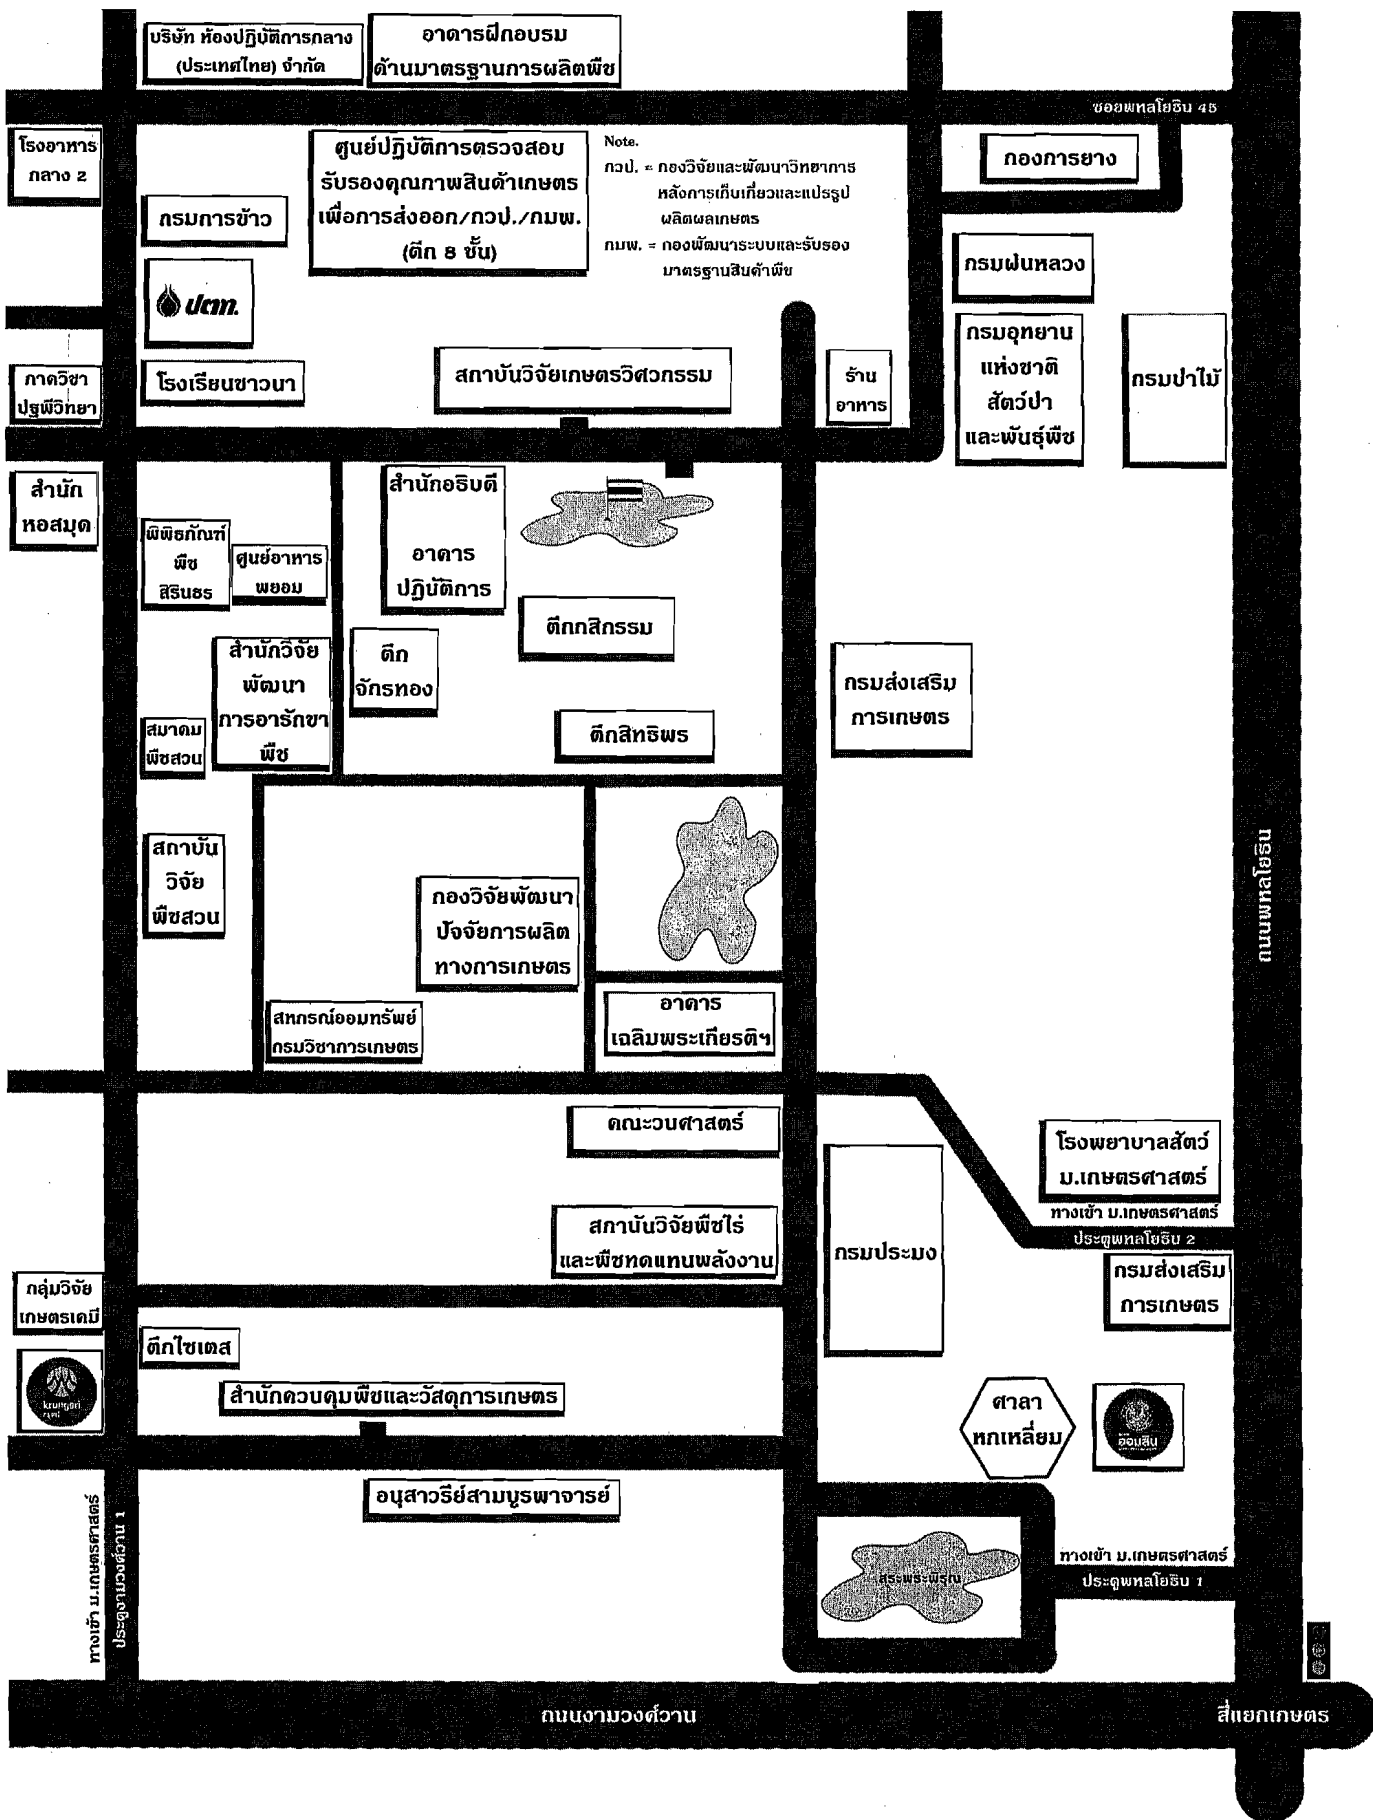 บริษัท ห้องปฏิบัติการกลาง
(ประเทศไทย) จำกัด
อาคารฝึกอบรม
ด้านมาตรฐานการผลิตพืช
ซอยพหลโยธิน 45
โรงอาหาร
กลาง 2
ศูนย์ปฏิบัติการตรวจสอบ
รับรองคุณภาพสินค้าเกษตร
เพื่อการส่งออก/กวป./กมพ.
(ตึก 8 ชั้น)
Note.
กวป. = กองวิจัยและพัฒนาวิทยาการ
หลังการเก็บเกี่ยวและแปรรูป
ผลิตผลเกษตร
กมพ. = กองพัฒนาระบบและรับรอง
มาตรฐานสินค้าพืช
กองการยาง
กรมการข้าว
กรมฝนหลวง
ปตท.
กรมอุทยาน
แห่งชาติ
สัตว์ป่า
และพันธุ์พืช
กรมป่าไม้
ภาควิชา
ปฐพีวิทยา
โรงเรียนชาวนา
สถาบันวิจัยเกษตรวิศวกรรม
ร้าน
อาหาร
สำนัก
หอสมุด
พิพิธภัณฑ์
พืช
สิรินธร
ศูนย์อาหาร
พยอม
สำนักอธิบดี
อาคาร
ปฏิบัติการ
ตึกกสิกรรม
สำนักวิจัย
พัฒนา
การอารักขา
พืช
ตึก
จักรทอง
กรมส่งเสริม
การเกษตร
สมาคม
พืชสวน
ตึกสิทธิพร
สถาบัน
วิจัย
พืชสวน
กองวิจัยพัฒนา
ปัจจัยการผลิต
ทางการเกษตร
ถนนพหลโยธิน
สหกรณ์ออมทรัพย์
กรมวิชาการเกษตร
อาคาร
เฉลิมพระเกียรติฯ
คณะวนศาสตร์
โรงพยาบาลสัตว์
ม.เกษตรศาสตร์
ทางเข้า ม.เกษตรศาสตร์
ประตูพหลโยธิน 2
สถานันวิจัยพืชไร่
และพืชทดแทนพลังงาน
กรมประมง
กรมส่งเสริม
การเกษตร
กลุ่มวิจัย
เกษตรเคมี
ตึกไซเตส
krungsri
กรุงศรี
สำนักควบคุมพืชและวัสดุการเกษตร
ศาลา
หกเหลี่ยม
ออมสิน
อนุสาวรีย์สามบูรพาจารย์
ทางเข้า ม.เกษตรศาสตร์
ประตูงามวงศ์วาน 1
สระพระพิรุณ
ทางเข้า ม.เกษตรศาสตร์
ประตูพหลโยธิน 1
ถนนงามวงศ์วาน
สี่แยกเกษตร